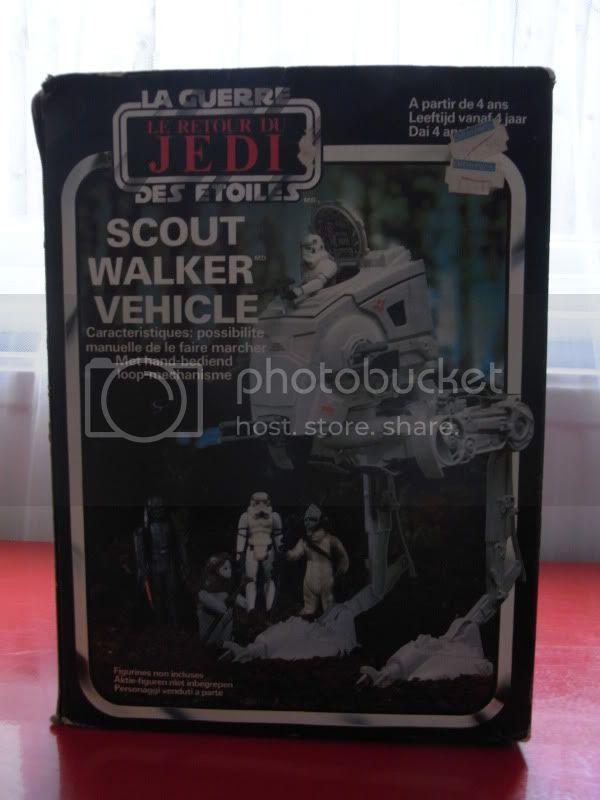 LA GUERRE
LE RETOUR DU
JEDI
DES ETOILES
MD
A partir de 4 ans
Leeftijd vanaf 4 jaar
Dai 4
SCOUT
WALKER MD
VEHICLE
Caracteristiques: possibilite
manuelle de le faire marcher
Met hand-bediend
loop-mechanisme
photobucket
host. store. share.
Figurines non incluses
Aktie-figuren niet inbegrepen
Personaggi venduti a parte